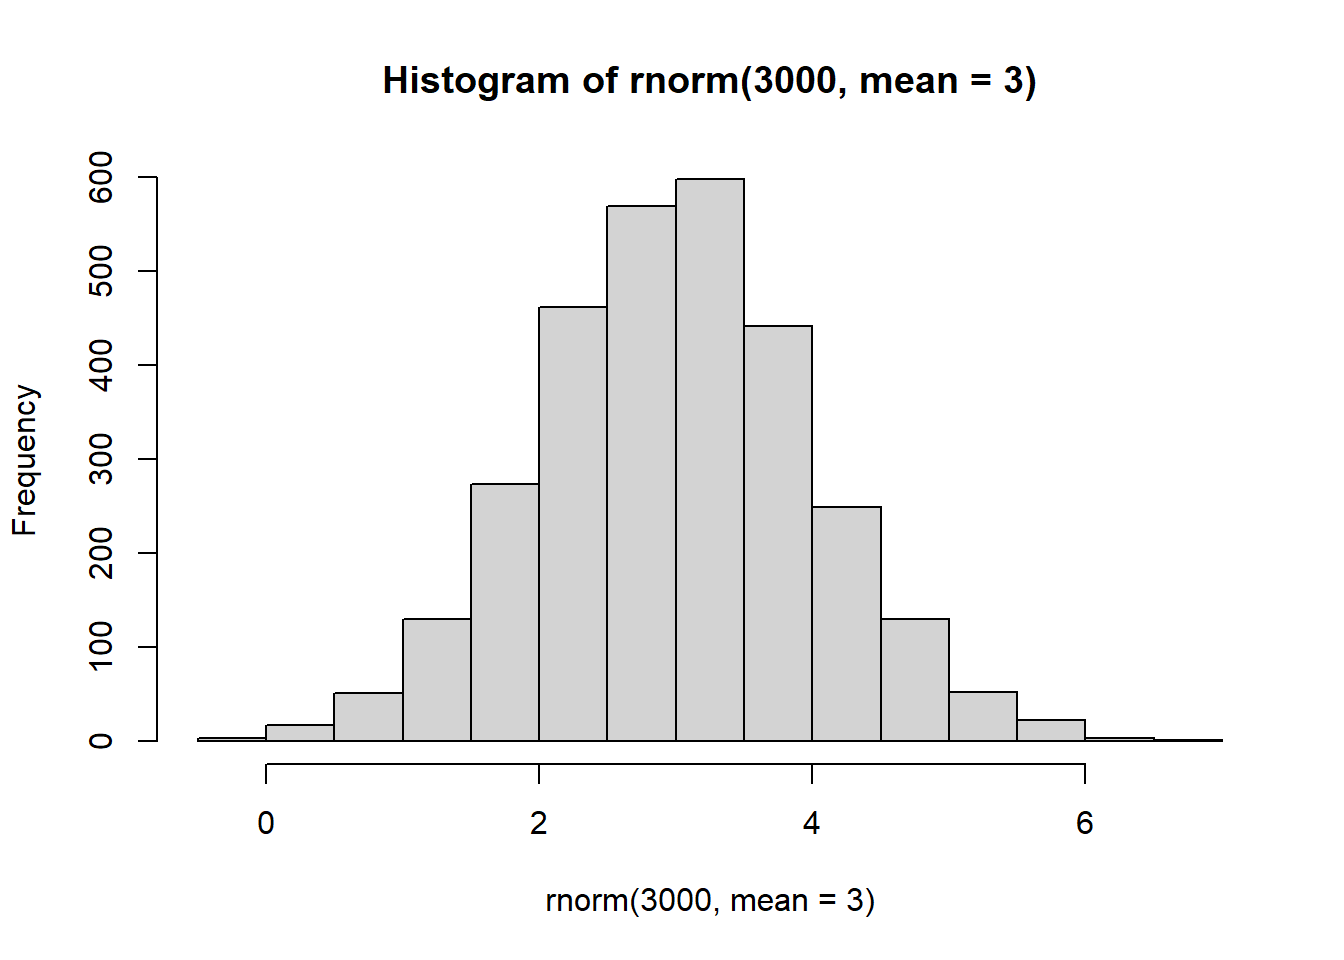 Histogram of rnorm(3000, mean = 3)
Frequency
600
500
400
300
200
100
0
0 2 4 6
rnorm(3000, mean = 3)